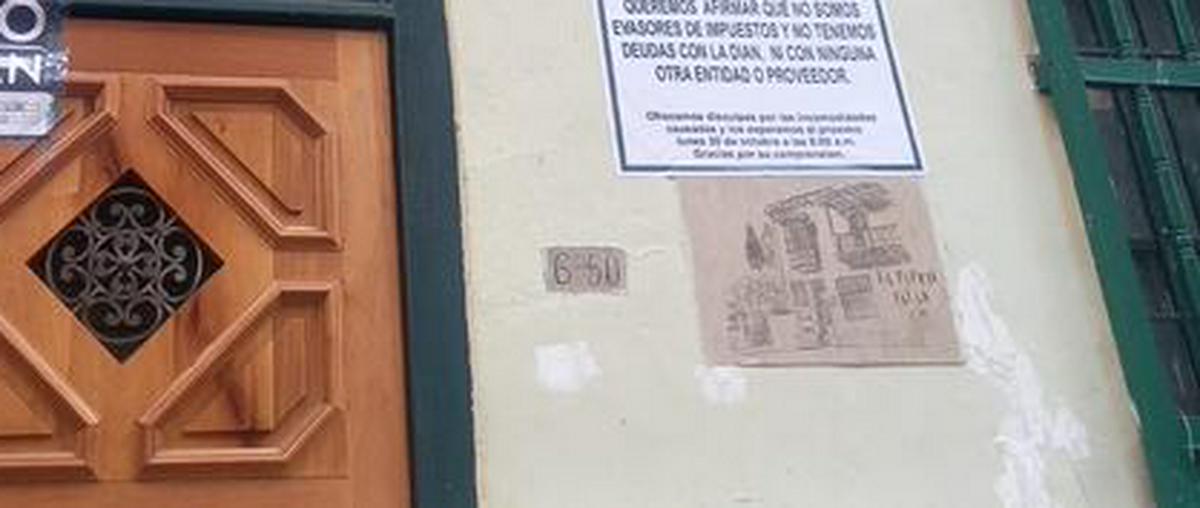 O
EN
QUEREMOS AFIRMAR QUE NO SOMOS
EVASORES DE IMPUESTOS Y NO TENEMOS
DEUDAS CON LA DIAN, NI CON NINGUNA
OTRA ENTIDAD O PROVEEDOR.
Ofrecemos disculpas por las incomodidades
causadas y los esperamos el próximo
lunes 30 de octubre a las 8:00 a.m.
Gracias por su comprension.
6-50